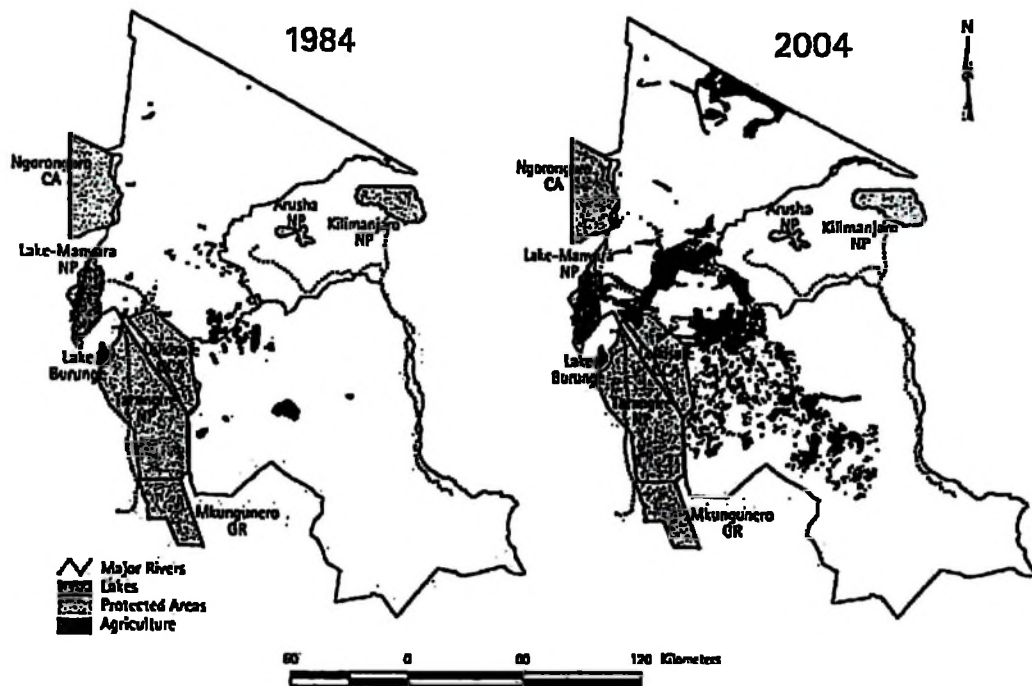 1984
2004
N
Ngorongoro
CA
Arusha
NP
Kilimanjaro
NP
Lake-Manyara
NP
Lake
Burunge
Mkungunero
GR
Ngorongoro
CA
Arusha
NP
Kilimanjaro
NP
Lake-Manyara
NP
Lake
Burunge
Mkungunero
GR
Major Rivers
Lakes
Protected Areas
Agriculture
60 0 60 120 Kilometers